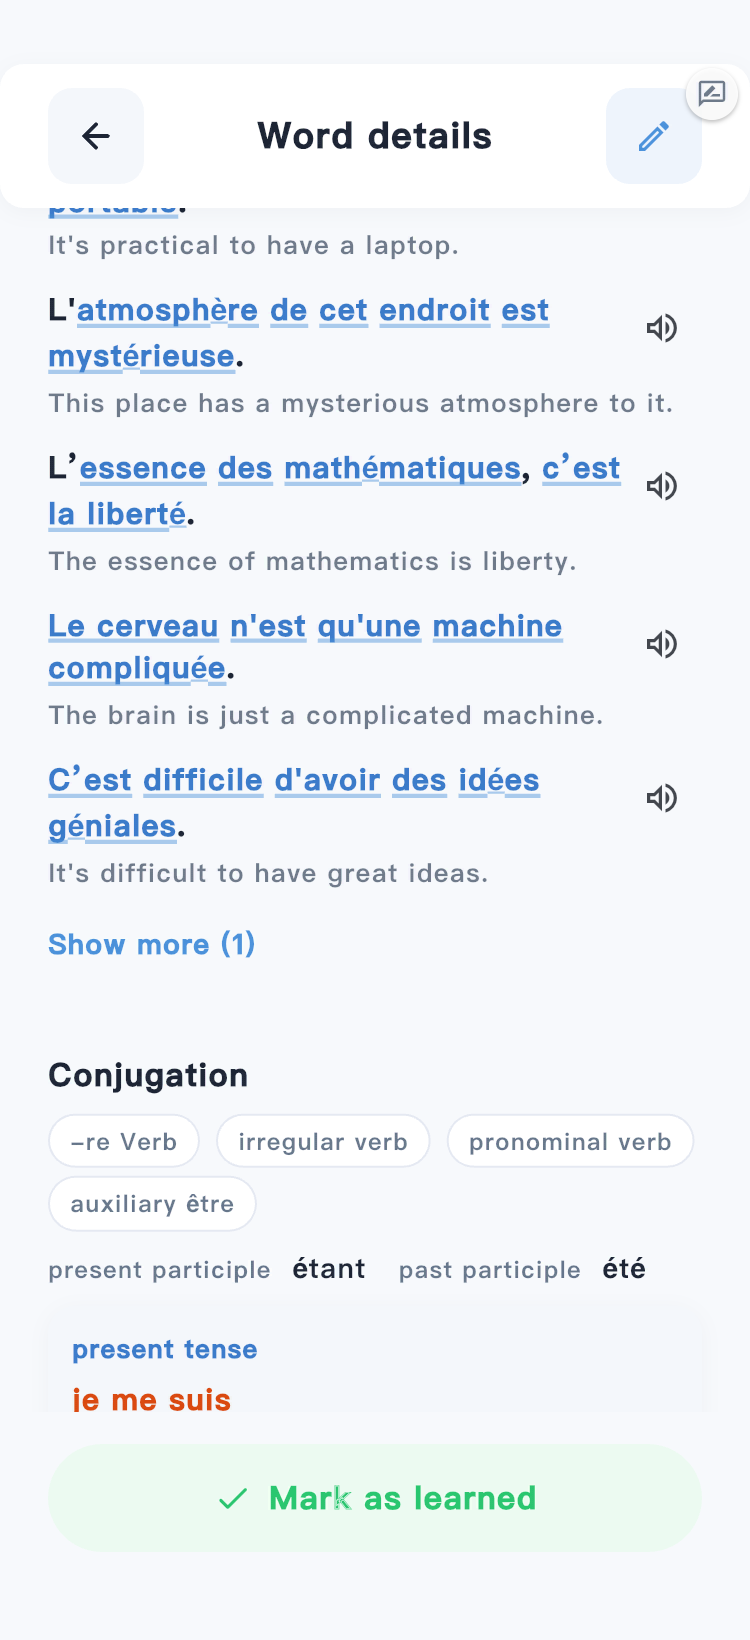 Word details
portable.
It's practical to have a laptop.
L'atmosphère de cet endroit est
mystérieuse.
This place has a mysterious atmosphere to it.
L’essence des mathématiques, c’est
la liberté.
The essence of mathematics is liberty.
Le cerveau n'est qu'une machine
compliquée.
The brain is just a complicated machine.
C’est difficile d'avoir des idées
géniales.
It's difficult to have great ideas.
Show more (1)
Conjugation
–re Verb irregular verb pronominal verb
auxiliary être
present participle étant past participle été
present tense
je me suis
Mark as learned